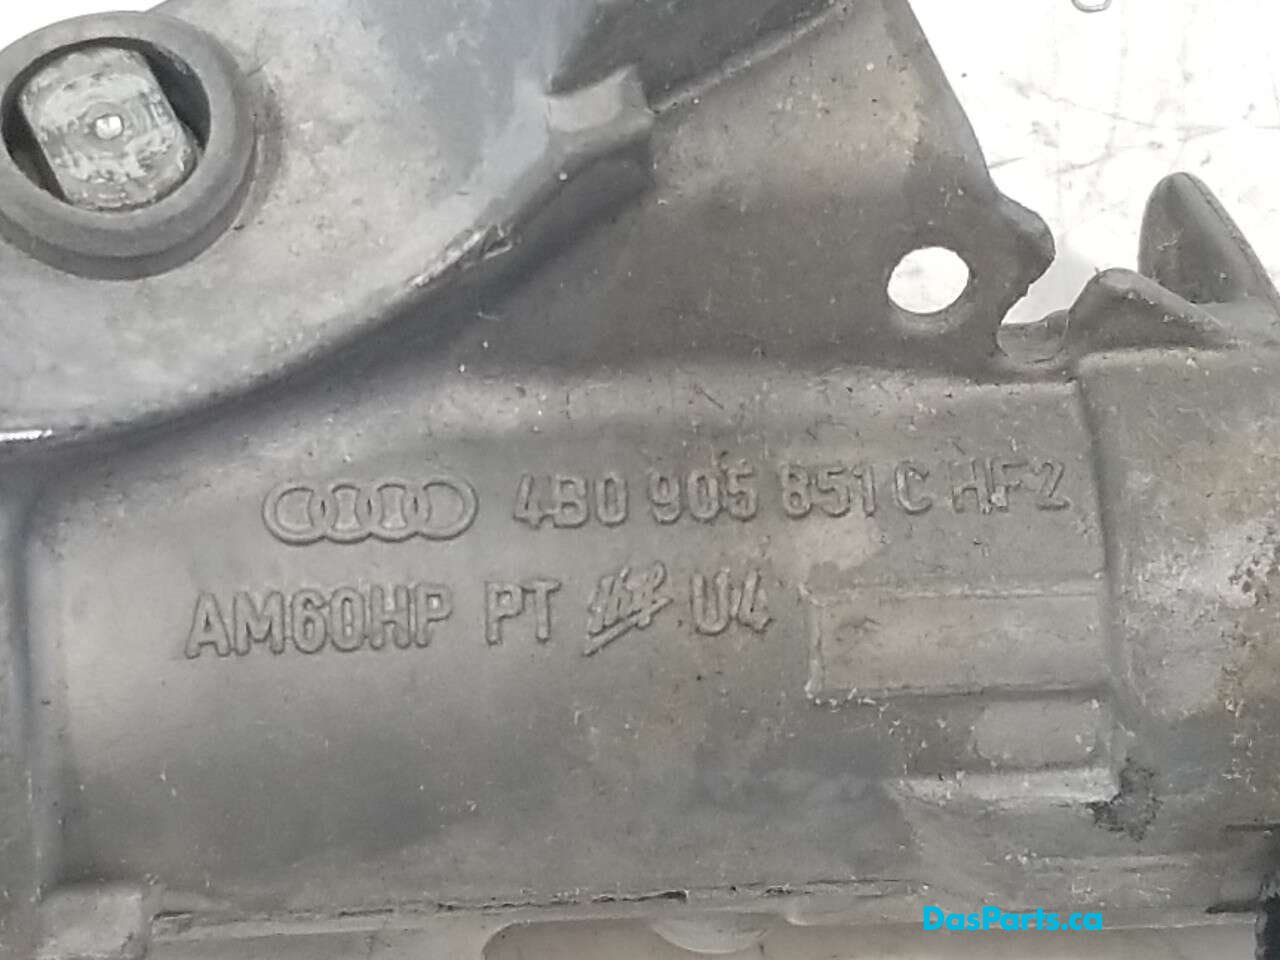 4B0 905 851 C HF2
AM60HP PT U4
DasParts.ca